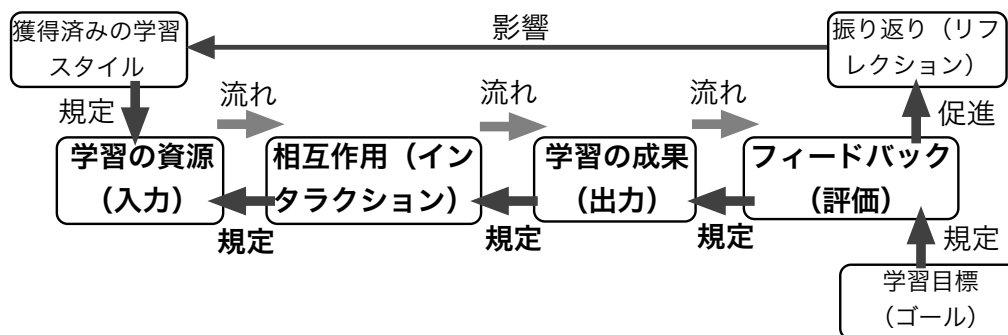 影響
獲得済みの学習
スタイル
振り返り（リフ
レクション）
規定
流れ
流れ
流れ
促進
学習の資源
（入力）
相互作用（イン
タラクション）
学習の成果
（出力）
フィードバック
（評価）
規定
規定
規定
規定
学習目標
（ゴール）